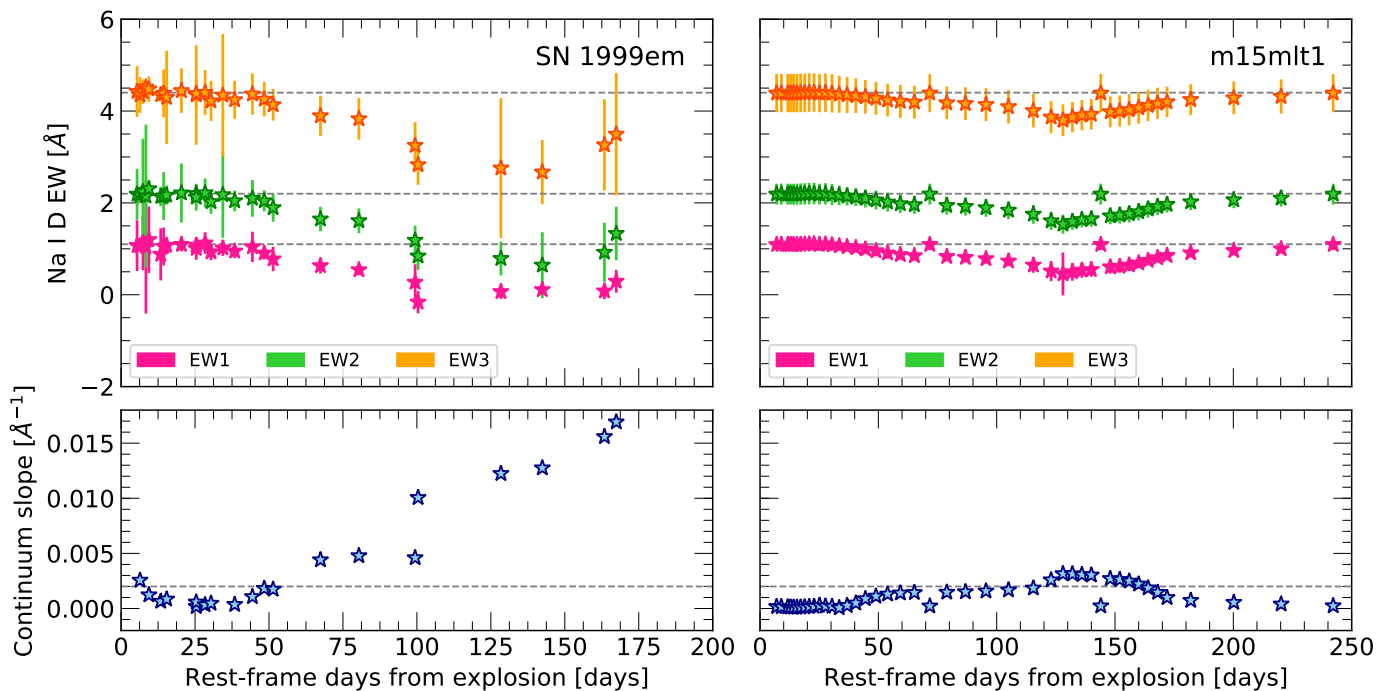 Na I D EW [Å]
6
4
2
0
−2
SN 1999em
EW1 EW2 EW3
m15mlt1
EW1 EW2 EW3
Continuum slope [Å⁻¹]
0.015
0.010
0.005
0.000
0 25 50 75 100 125 150 175 200
Rest-frame days from explosion [days]
0 50 100 150 200 250
Rest-frame days from explosion [days]